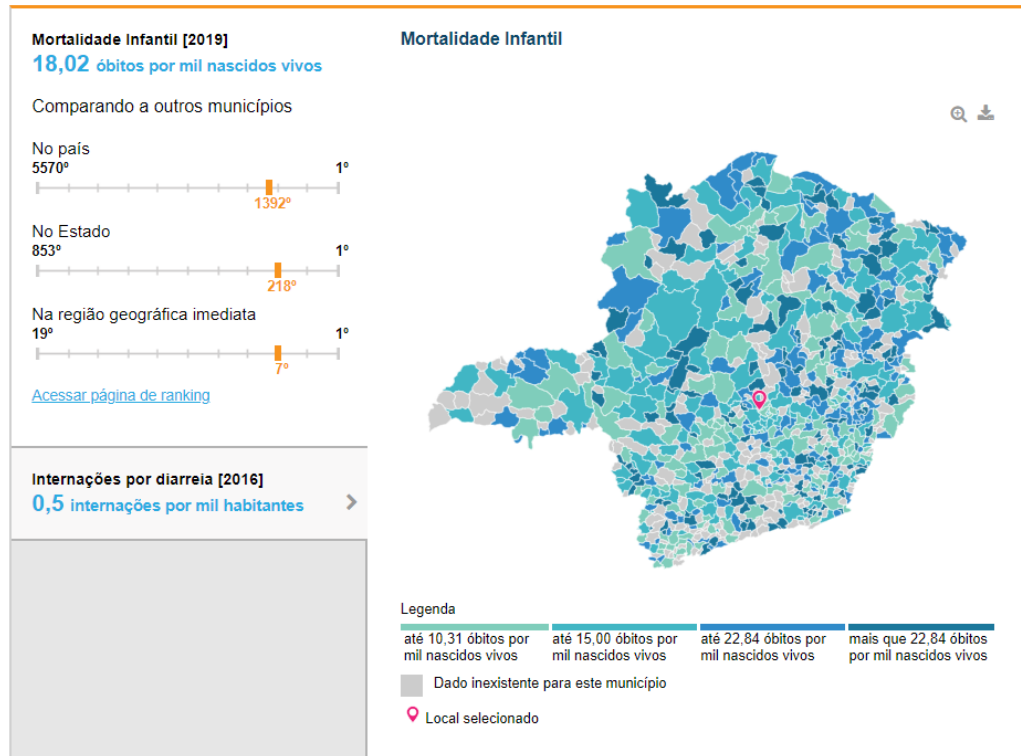 Mortalidade Infantil [2019]
18,02 óbitos por mil nascidos vivos
Comparando a outros municípios
No país
5570º 1º
1392º
No Estado
853º 1º
218º
Na região geográfica imediata
19º 1º
7º
Acessar página de ranking
Internações por diarreia [2016]
0,5 internações por mil habitantes
Mortalidade Infantil
Legenda
até 10,31 óbitos por
mil nascidos vivos
até 15,00 óbitos por
mil nascidos vivos
até 22,84 óbitos por
mil nascidos vivos
mais que 22,84 óbitos
por mil nascidos vivos
Dado inexistente para este município
Local selecionado